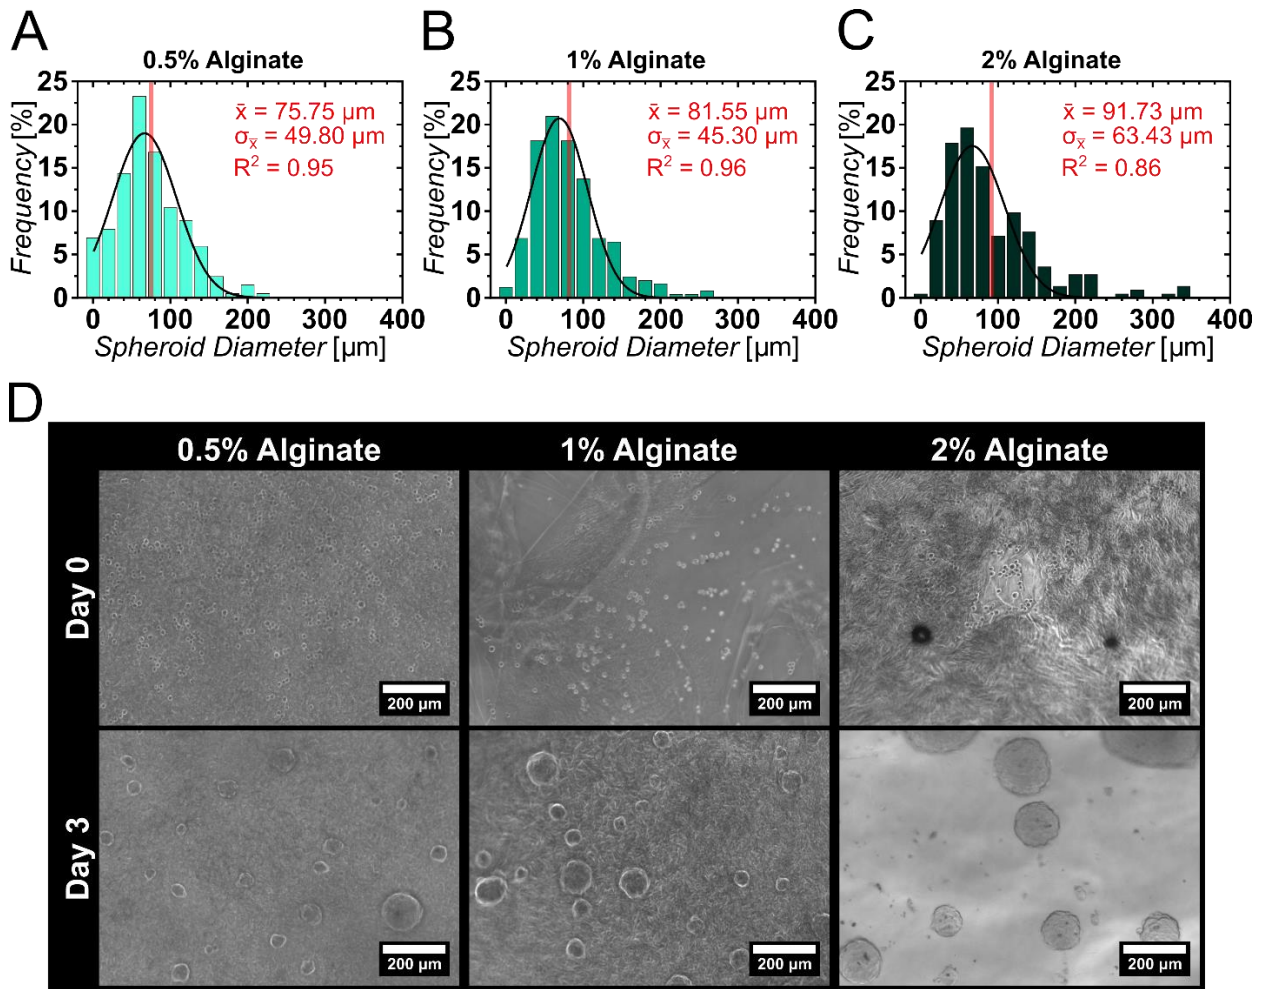 A
0.5% Alginate
Frequency [%]
25
20
15
10
5
0
x̄ = 75.75 µm
σx̄ = 49.80 µm
R² = 0.95
0 100 200 300 400
Spheroid Diameter [µm]
B
1% Alginate
Frequency [%]
25
20
15
10
5
0
x̄ = 81.55 µm
σx̄ = 45.30 µm
R² = 0.96
0 100 200 300 400
Spheroid Diameter [µm]
C
2% Alginate
Frequency [%]
25
20
15
10
5
0
x̄ = 91.73 µm
σx̄ = 63.43 µm
R² = 0.86
0 100 200 300 400
Spheroid Diameter [µm]
D
0.5% Alginate
1% Alginate
2% Alginate
Day 0
200 µm
200 µm
200 µm
Day 3
200 µm
200 µm
200 µm